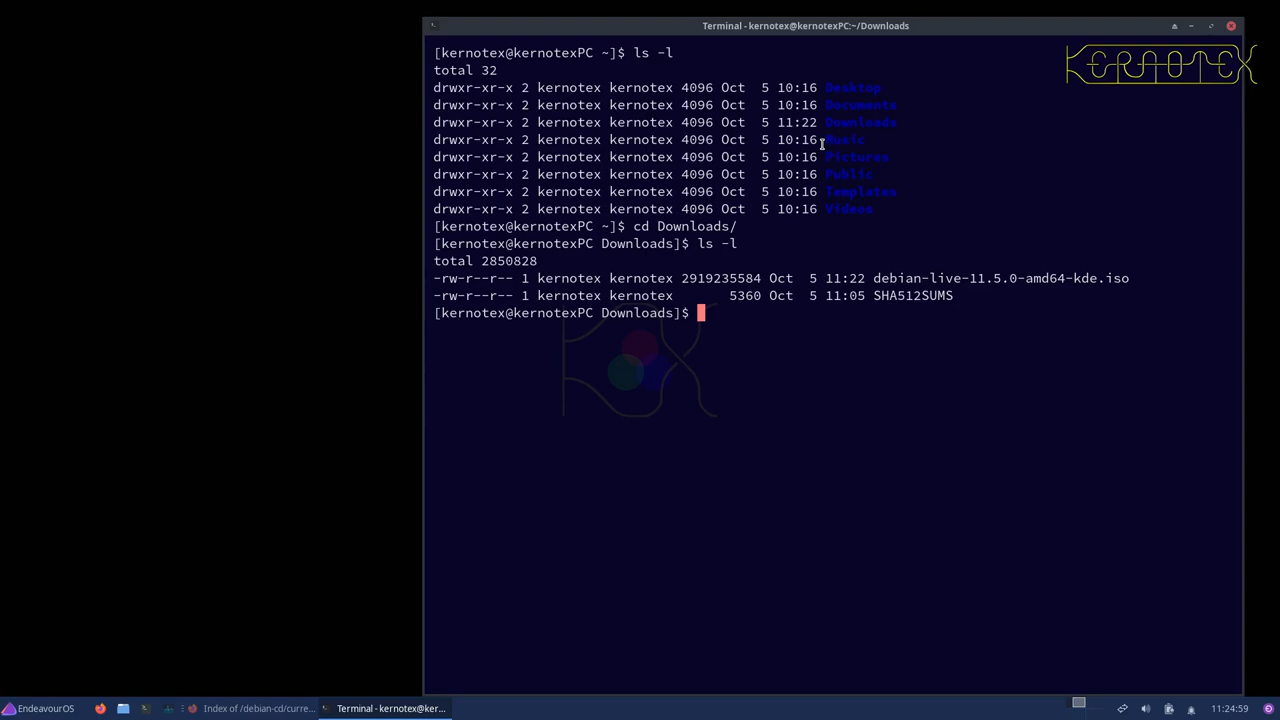 Terminal - kernotex@kernotexPC:~/Downloads
KERNOTEX
[kernotex@kernotexPC ~]$ ls -l
total 32
drwxr-xr-x 2 kernotex kernotex 4096 Oct  5 10:16 Desktop
drwxr-xr-x 2 kernotex kernotex 4096 Oct  5 10:16 Documents
drwxr-xr-x 2 kernotex kernotex 4096 Oct  5 11:22 Downloads
drwxr-xr-x 2 kernotex kernotex 4096 Oct  5 10:16 Music
drwxr-xr-x 2 kernotex kernotex 4096 Oct  5 10:16 Pictures
drwxr-xr-x 2 kernotex kernotex 4096 Oct  5 10:16 Public
drwxr-xr-x 2 kernotex kernotex 4096 Oct  5 10:16 Templates
drwxr-xr-x 2 kernotex kernotex 4096 Oct  5 10:16 Videos
[kernotex@kernotexPC ~]$ cd Downloads/
[kernotex@kernotexPC Downloads]$ ls -l
total 2850828
-rw-r--r-- 1 kernotex kernotex 2919235584 Oct  5 11:22 debian-live-11.5.0-amd64-kde.iso
-rw-r--r-- 1 kernotex kernotex       5360 Oct  5 11:05 SHA512SUMS
[kernotex@kernotexPC Downloads]$
EndeavourOS
Index of /debian-cd/curre...
Terminal - kernotex@ker...
11:24:59